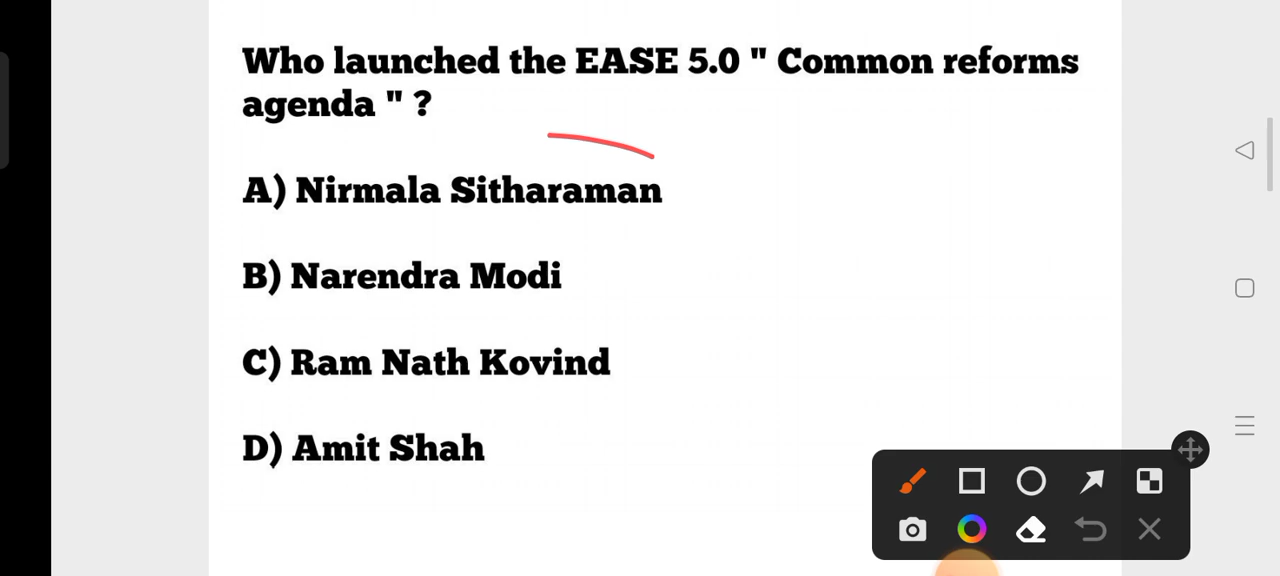 Who launched the EASE 5.0 " Common reforms
agenda " ?
A) Nirmala Sitharaman
B) Narendra Modi
C) Ram Nath Kovind
D) Amit Shah